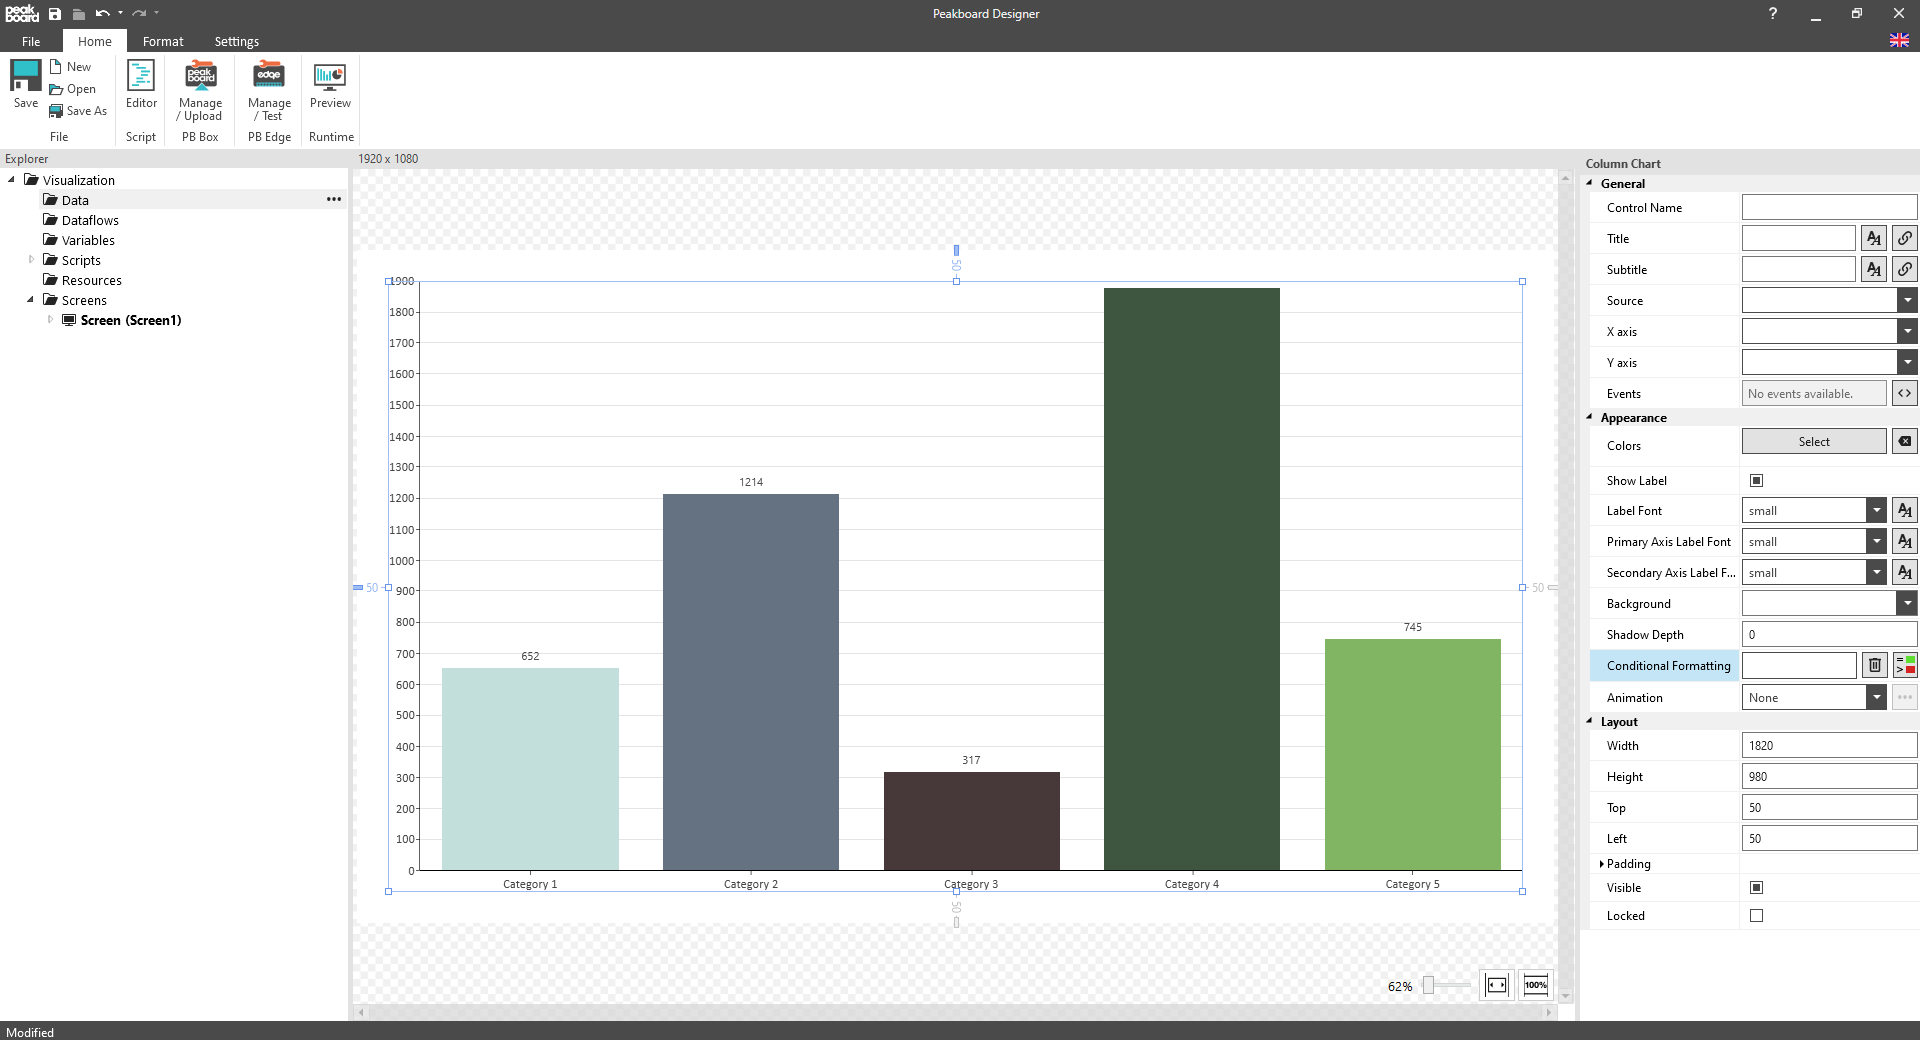 peak board
Peakboard Designer
?
File
Home
Format
Settings
Save
New
Open
Save As
File
Editor
Script
peak board
Manage / Upload
PB Box
edge
Manage / Test
PB Edge
Preview
Runtime
Explorer
Visualization
Data
Dataflows
Variables
Scripts
Resources
Screens
Screen (Screen1)
1920 x 1080
50
1900
1800
1700
1600
1500
1400
1300
1200
1100
1000
900
800
700
600
500
400
300
200
100
0
652
1214
317
745
Category 1
Category 2
Category 3
Category 4
Category 5
50
50
50
62%
100%
Column Chart
General
Control Name
Title
Subtitle
Source
X axis
Y axis
Events
No events available.
Appearance
Colors
Select
Show Label
Label Font
small
Primary Axis Label Font
small
Secondary Axis Label F...
small
Background
Shadow Depth
0
Conditional Formatting
Animation
None
Layout
Width
1820
Height
980
Top
50
Left
50
Padding
Visible
Locked
Modified